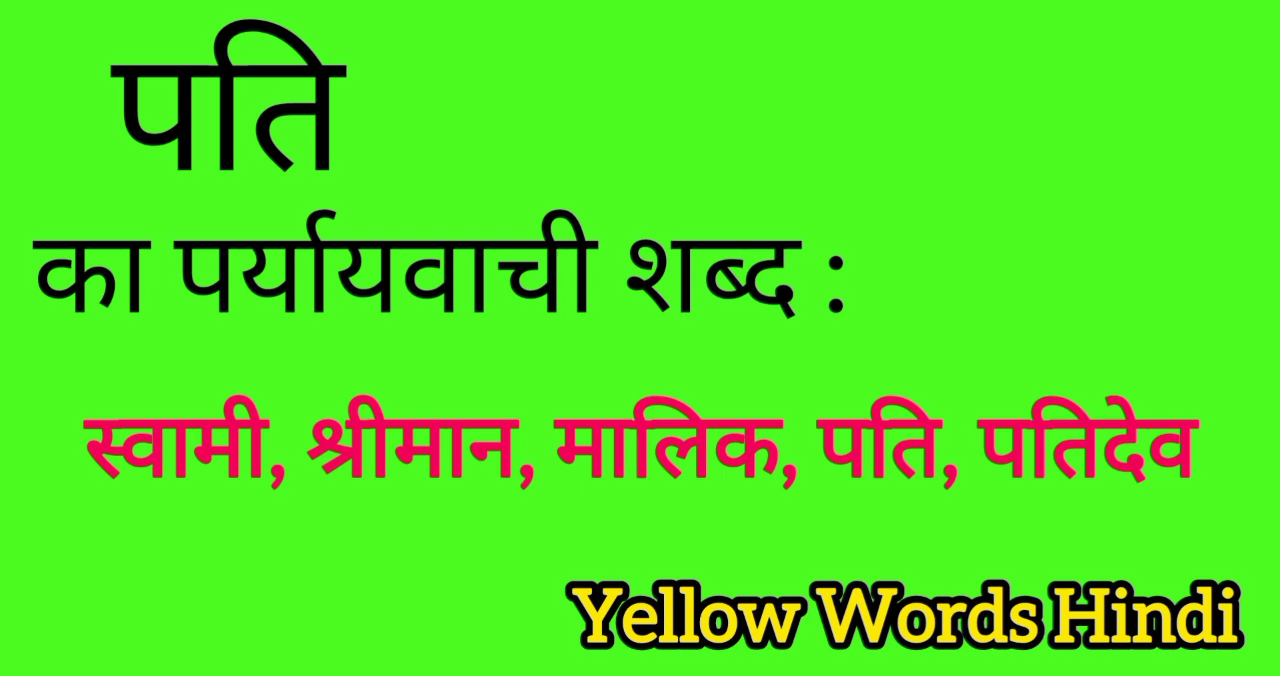 पति
का पर्यायवाची शब्द :
स्वामी, श्रीमान, मालिक, पति, पतिदेव
Yellow Words Hindi